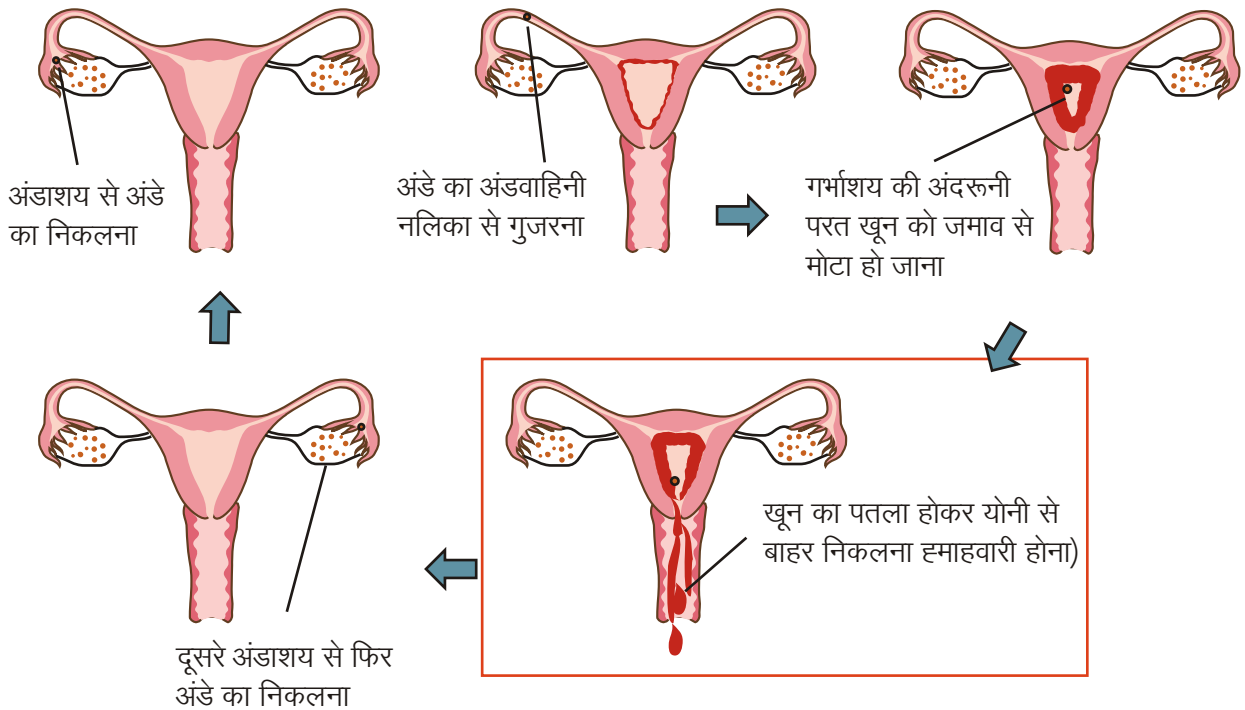 अंडाशय से अंडे
का निकलना
अंडे का अंडवाहिनी
नलिका से गुजरना
गर्भाशय की अंदरूनी
परत खून को जमाव से
मोटा हो जाना
खून का पतला होकर योनी से
बाहर निकलना ह्माहवारी होना)
दूसरे अंडाशय से फिर
अंडे का निकलना